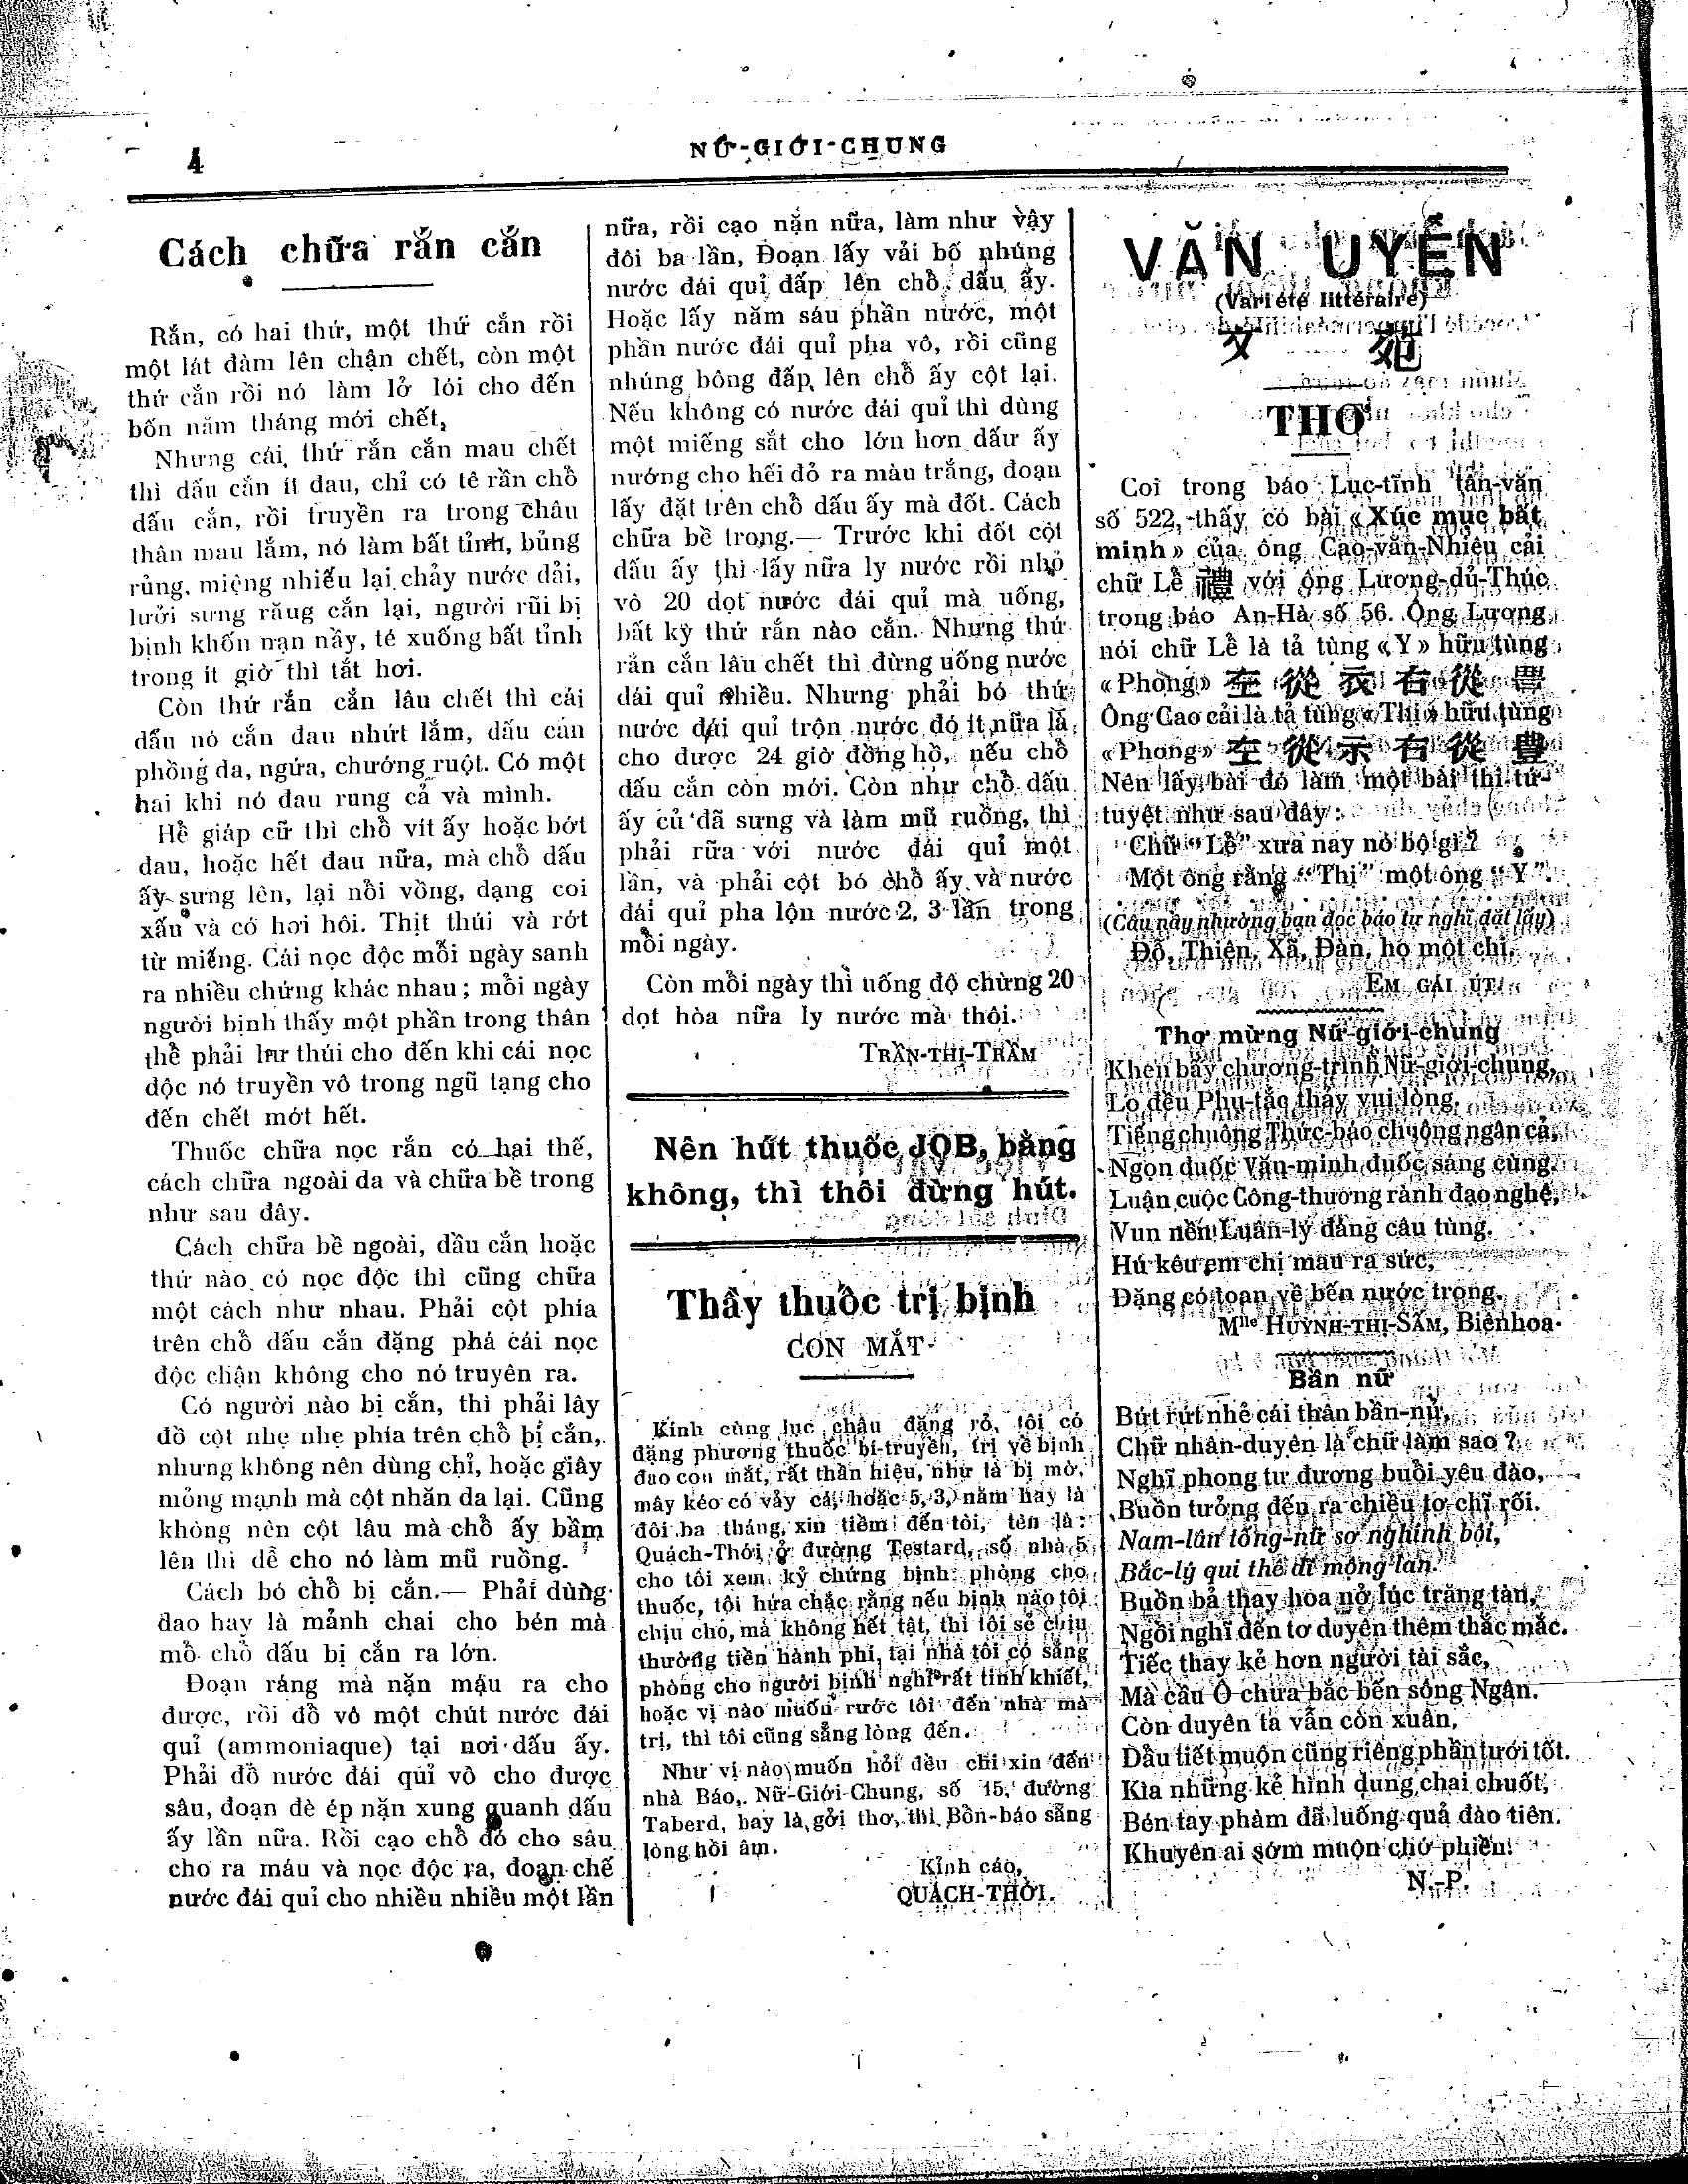 4
NỮ-GIỚI-CHUNG
Cách chữa rắn cắn
Rắn, có hai thứ, một thứ cắn rồi
một lát đàm lên chận chết, còn một
thứ cắn rồi nó làm lở lói cho đến
bốn năm tháng mới chết,
Nhưng cái, thứ rắn cắn mau chết
thì dấu cắn ít đau, chỉ có tê rần chỗ
dấu cắn, rồi truyền ra trong châu
thân mau lắm, nó làm bất tỉnh, bủng
rủng, miệng nhiểu lại chảy nước dải,
lưởi sưng răug cắn lại, người rũi bị
bịnh khốn nạn nầy, té xuống bất tỉnh
trong ít giờ thì tắt hơi.
Còn thứ rắn cắn lâu chết thì cái
dấu nó cắn đau nhứt lắm, dấu cắn
phồng da, ngứa, chướng ruột. Có một
hai khi nó đau rung cả và mình.
Hễ giáp cữ thì chỗ vít ấy hoặc bớt
đau, hoặc hết đau nữa, mà chỗ dấu
ấy sưng lên, lại nổi vồng, dạng coi
xấu và có hơi hôi. Thịt thúi và rớt
từ miếng. Cái nọc độc mỗi ngày sanh
ra nhiều chứng khác nhau; mỗi ngày
người bịnh thấy một phần trong thân
thể phải hư thúi cho đến khi cái nọc
độc nó truyền vô trong ngũ tạng cho
đến chết mớt hết.
Thuốc chữa nọc rắn có hai thế,
cách chữa ngoài da và chữa bề trong
như sau đây.
Cách chữa bề ngoài, dầu cắn hoặc
thứ nào có nọc độc thì cũng chữa
một cách như nhau. Phải cột phía
trên chỗ dấu cắn đặng phá cái nọc
độc chận không cho nó truyên ra.
Có người nào bị cắn, thì phải lây
đồ cột nhẹ nhẹ phía trên chỗ bị cắn,
nhưng không nên dùng chỉ, hoặc giây
mỏng mạnh mà cột nhăn da lại. Cũng
không nên cột lâu mà chỗ ấy bầm
lên thì dễ cho nó làm mũ ruồng.
Cách bó chỗ bị cắn.— Phải dùng
dao hay là mảnh chai cho bén mà
mổ chỗ dấu bị cắn ra lớn.
Đoạn ráng mà nặn mậu ra cho
được, rồi đổ vô một chút nước đái
quỉ (ammoniaque) tại nơi dấu ấy.
Phải đổ nước đái quỉ vô cho được
sâu, đoạn đè ép nặn xung quanh dấu
ấy lần nữa. Rồi cạo chỗ đó cho sâu
cho ra máu và nọc độc ra, đoạn chế
nước đái quỉ cho nhiều nhiều một lần
nữa, rồi cạo nặn nữa, làm như vậy
đôi ba lần, Đoạn lấy vải bố nhúng
nước đái quỉ đấp lên chỗ dấu ấy.
Hoặc lấy năm sáu phần nước, một
phần nước đái quỉ pha vô, rồi cũng
nhúng bông đấp lên chỗ ấy cột lại.
Nếu không có nước đái quỉ thì dùng
một miếng sắt cho lớn hơn dấư ấy
nướng cho hếi đỏ ra màu trắng, đoạn
lấy đặt trên chỗ dấu ấy mà đốt. Cách
chữa bề trong.— Trước khi đốt cột
dấu ấy thì lấy nữa ly nước rồi nhỏ
vô 20 dọt nước đái quỉ mà uống,
bất kỳ thứ rắn nào cắn. Nhưng thứ
rắn cắn lâu chết thì đừng uống nước
dái quỉ nhiều. Nhưng phải bó thứ
nước đái quỉ trộn nước đó ít nữa là
cho được 24 giờ đồng hồ, nếu chỗ
dấu cắn còn mới. Còn như chỗ dấu
ấy củ đã sưng và làm mũ ruồng, thì
phải rữa với nước đái quỉ một
lần, và phải cột bó chỗ ấy và nước
đái quỉ pha lộn nước 2, 3 lần trong
mỗi ngày.
Còn mỗi ngày thì uống độ chừng 20
dọt hòa nữa ly nước mà thôi.
TRẦN-THỊ-TRẦM
Nên hút thuốc JOB, bằng
không, thì thôi đừng hút.
Thầy thuốc trị bịnh
CON MẮT
Kính cùng lục châu đặng rỏ, tôi có
đặng phương thuốc bí-truyền, trị về bịnh
đao con mắt, rất thần hiệu, như là bị mờ,
mây kéo có vảy cá, hoặc 5, 3, năm hay là
đôi ba tháng, xin tiềm đến tôi, tên là:
Quách-Thới, ở đường Testard, số nhà 5
cho tôi xem kỷ chứng bịnh phòng cho
thuốc, tôi hứa chắc rằng nếu bịnh nào tôi
chịu cho, mà không hết tật, thì tôi sẽ chịu
thường tiền hành phí, tại nhà tôi có sẵng
phòng cho người bịnh nghỉ rất tinh khiết,
hoặc vị nào muốn rước tôi đến nhà mà
trị, thì tôi cũng sẵng lòng đến.
Như vị nào muốn hỏi đều chi xin đến
nhà Báo, Nữ-Giới-Chung, số 15, đường
Taberd, hay là gởi thơ, thì Bổn-báo sẵng
lòng hồi âm.
Kỉnh cáo,
QUÁCH-THỚI.
VĂN UYỂN
(Variété littéraire)
文 苑
THƠ
Coi trong báo Lục-tỉnh tân-văn
số 522, thấy có bài «Xúc mục bất
minh» của ông Cao-văn-Nhiêu cải
chữ Lễ 禮 với ông Lương-dũ-Thúc
trong báo An-Hà số 56. Ông Lương
nói chữ Lễ là tả tùng «Y» hữu tùng
«Phong» 左 從 衣 右 從 豊
Ông Cao cải là tả tùng «Thị» hữu tùng
«Phong» 左 從 示 右 從 豊
Nên lấy bài đó làm một bài thi tứ-
tuyệt như sau đây:
Chữ "Lễ" xưa nay nó bộ gì?
Một ông rằng "Thị" một ông "Y".
(Câu này nhường bạn đọc báo tự nghĩ đặt lấy)
Đỗ, Thiên, Xã, Đàn, họ một chi.
EM GÁI ÚT.
Thơ mừng Nữ-giới-chung
Khen bấy chương-trình Nữ-giới-chung,
Lo đều Phụ-tắc thảy vui lòng.
Tiếng chuông Thức-báo chuông ngân cả,
Ngọn đuốc Văn-minh đuốc sáng cùng.
Luận cuộc Công-thương rành đạo nghệ,
Vun nền Luân-lý đấng câu tùng.
Hú kêu em chị mau ra sức,
Đặng có toan về bến nước trong.
Mlle HUỲNH-THỊ-SẤM, Biênhoa.
Bần nữ
Bứt rứt nhẽ cái thân bần-nữ,
Chữ nhân-duyên là chữ làm sao?
Nghĩ phong tư đương buổi yêu đào,
Buồn tưởng đến ra chiều tơ chĩ rối.
Nam-lân tống-nữ sơ nghinh bội,
Bắc-lý qui thê dĩ mộng lan.
Buồn bả thay hoa nở lúc trăng tàn,
Ngồi nghĩ đến tơ duyên thêm thắc mắc.
Tiếc thay kẻ hơn người tài sắc,
Mà cầu Ô chưa bắc bến sông Ngân.
Còn duyên ta vẫn còn xuân,
Dầu tiết muộn cũng riêng phần tươi tốt.
Kìa những kẻ hình dung chai chuốt,
Bén tay phàm đã luống quả đào tiên.
Khuyên ai sớm muộn chớ phiền.
N.-P.